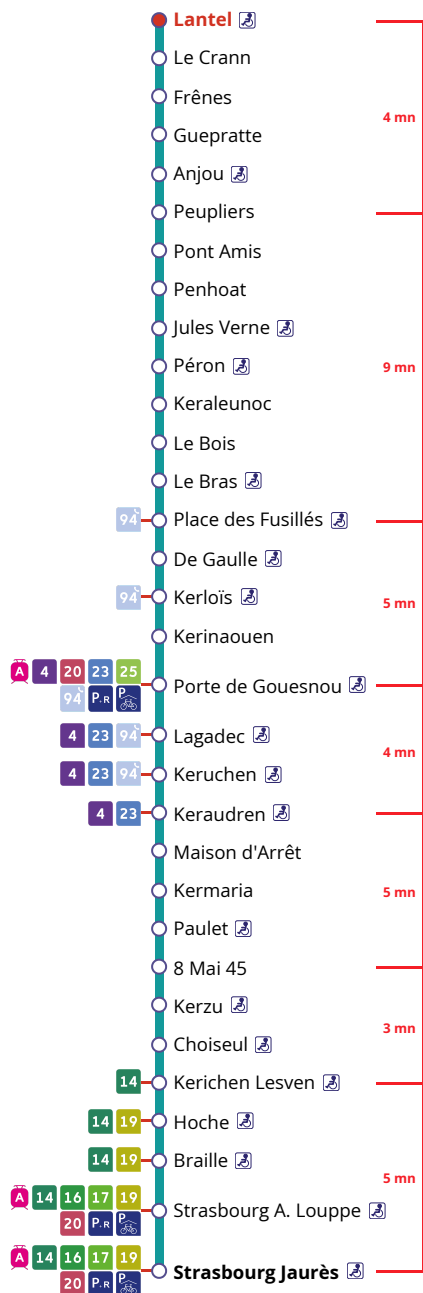 Lantel
Le Crann
Frênes
4 mn
Guepratte
Anjou
Peupliers
Pont Amis
Penhoat
Jules Verne
Péron
9 mn
Keraleunoc
Le Bois
Le Bras
94 Place des Fusillés
De Gaulle
94 Kerloïs
5 mn
Kerinaouen
A 4 20 23 25
Porte de Gouesnou
94 P.R P
4 23 94 Lagadec
4 mn
4 23 94 Keruchen
4 23 Keraudren
Maison d'Arrêt
Kermaria
5 mn
Paulet
8 Mai 45
Kerzu
3 mn
Choiseul
14 Kerichen Lesven
14 19 Hoche
14 19 Braille
5 mn
A 14 16 17 19
Strasbourg A. Louppe
20 P.R P
A 14 16 17 19
Strasbourg Jaurès
20 P.R P